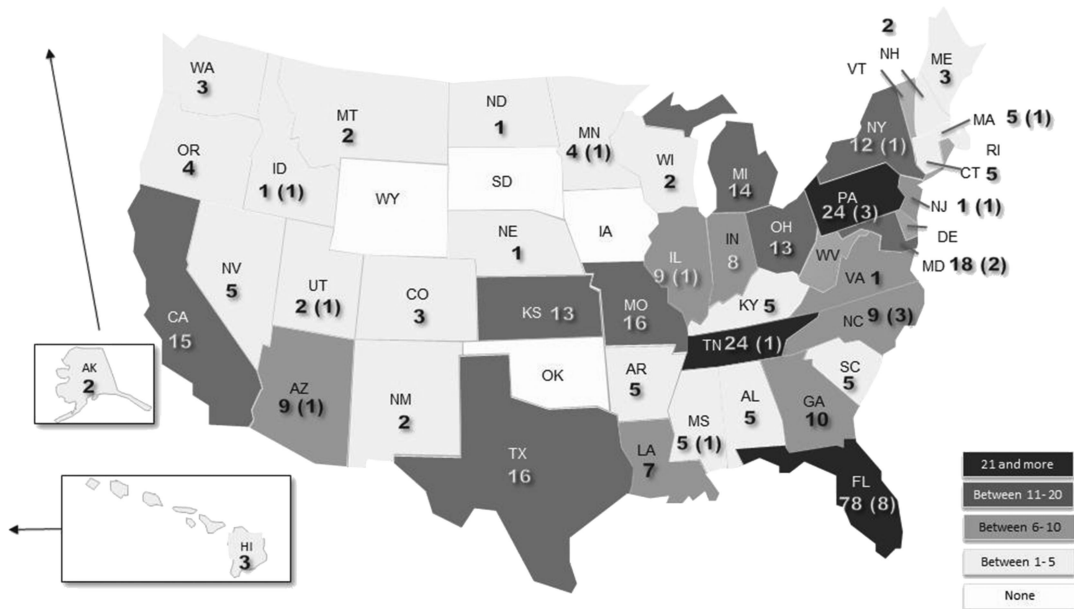 2
WA
3
MT
2
ND
1
MN
4 (1)
VT
NH
ME
3
OR
4
ID
1 (1)
WY
SD
WI
2
MI
14
NY
12 (1)
MA 5 (1)
RI
CT 5
PA
24 (3)
NJ 1 (1)
DE
MD 18 (2)
NE
1
IA
IL
9 (1)
IN
8
OH
13
WV
VA 1
NV
5
UT
2 (1)
CO
3
KS 13
MO
16
KY 5
CA
15
NC 9 (3)
TN 24 (1)
AZ
9 (1)
NM
2
OK
AR
5
SC
5
AK
2
MS
5 (1)
AL
5
GA
10
TX
16
LA
7
FL
78 (8)
HI
3
21 and more
Between 11-20
Between 6-10
Between 1-5
None